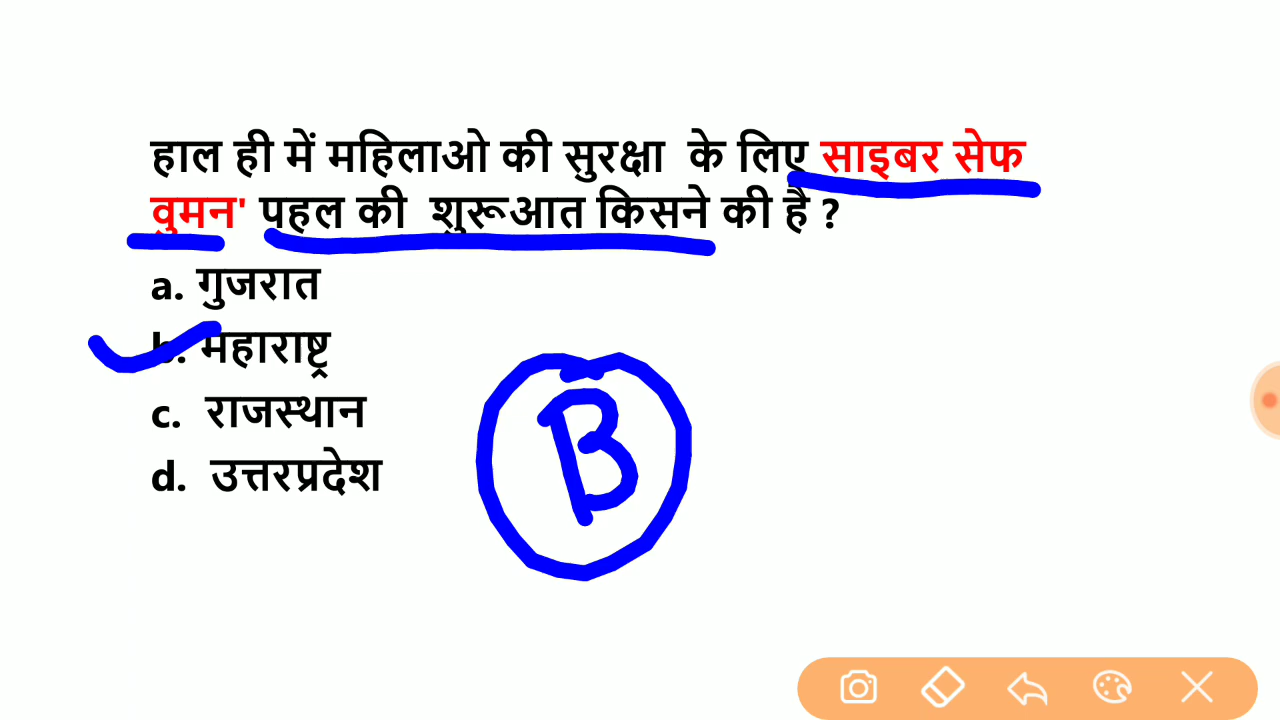 हाल ही में महिलाओ की सुरक्षा के लिए साइबर सेफ
वुमन' पहल की शुरूआत किसने की है ?
a. गुजरात
b. महाराष्ट्र
c. राजस्थान
d. उत्तरप्रदेश
B